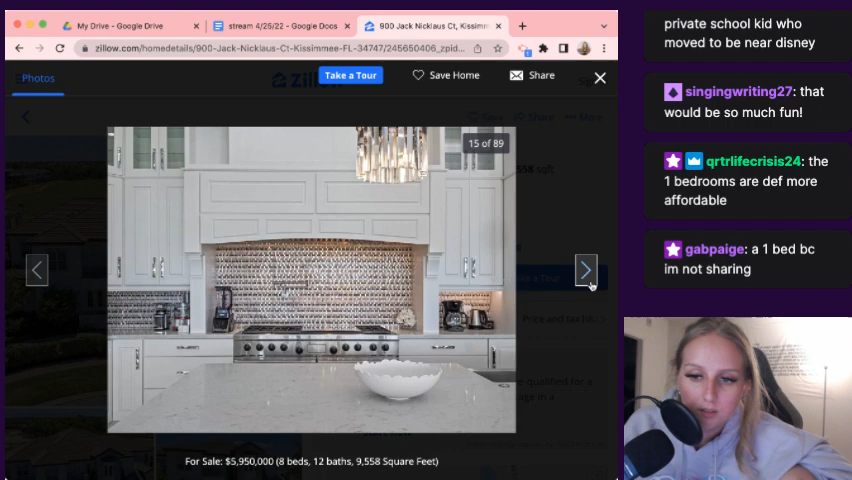 My Drive - Google Drive
stream 4/25/22 - Google Docs
900 Jack Nicklaus Ct, Kissimm
zillow.com/homedetails/900-Jack-Nicklaus-Ct-Kissimmee-FL-34747/245650406_zpid...
Photos
Take a Tour
Save Home
Share
15 of 89
For Sale: $5,950,000 (8 beds, 12 baths, 9,558 Square Feet)
private school kid who
moved to be near disney
singingwriting27: that
would be so much fun!
qrtrlifecrisis24: the
1 bedrooms are def more
affordable
gabpaige: a 1 bed bc
im not sharing